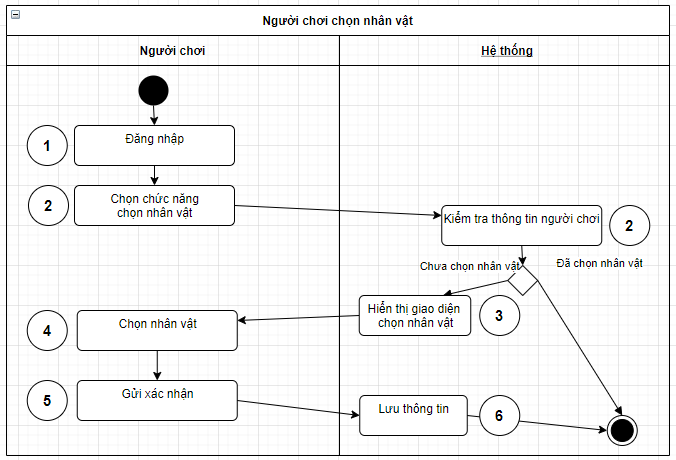 Người chơi chọn nhân vật
Người chơi
Hệ thống
1
Đăng nhập
2
Chọn chức năng
chọn nhân vật
Kiểm tra thông tin người chơi
2
Chưa chọn nhân vật
Đã chọn nhân vật
Hiển thị giao diện
chọn nhân vật
3
4
Chọn nhân vật
5
Gửi xác nhận
Lưu thông tin
6